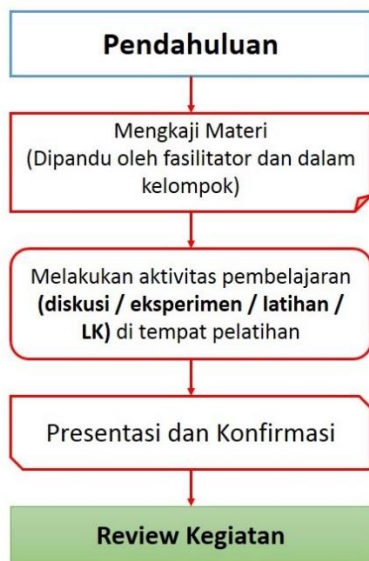 Pendahuluan
Mengkaji Materi
(Dipandu oleh fasilitator dan dalam
kelompok)
Melakukan aktivitas pembelajaran
(diskusi / eksperimen / latihan /
LK) di tempat pelatihan
Presentasi dan Konfirmasi
Review Kegiatan